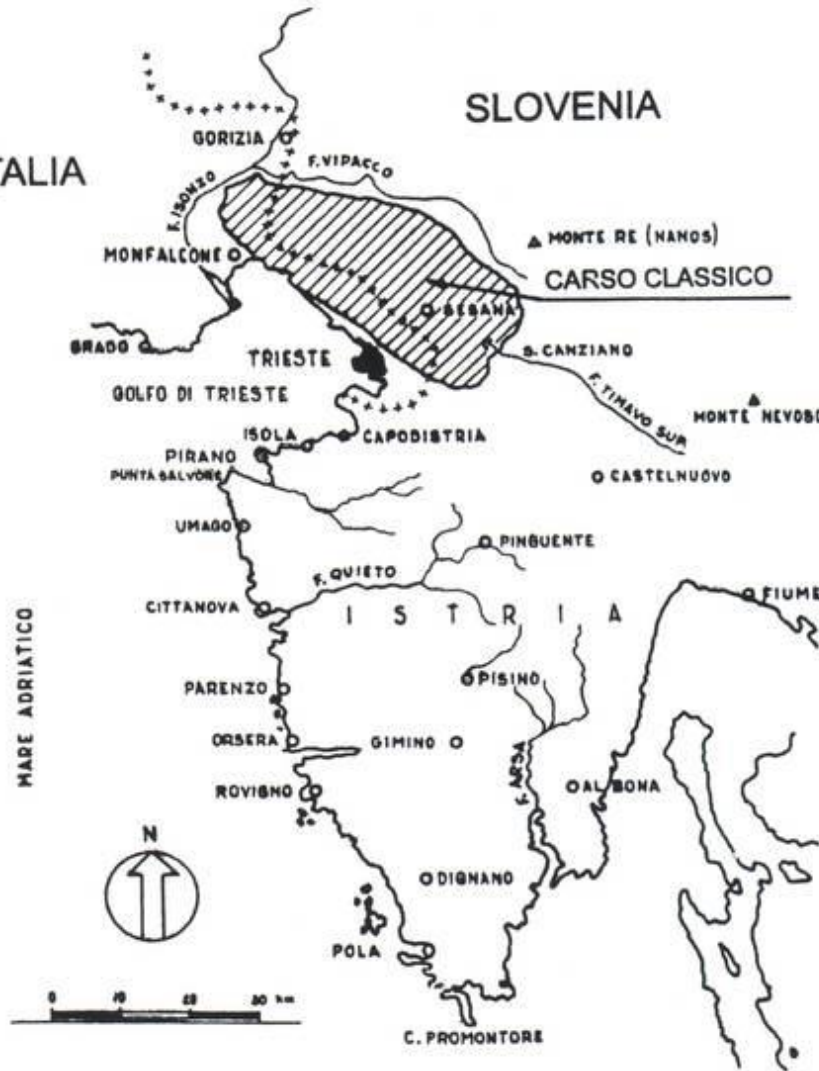 SLOVENIA
GORIZIA
TALIA
F. VIPACCO
F. ISONZO
MONTE RE (NANOS)
MONFALCONE
CARSO CLASSICO
SESANA
GRADO
TRIESTE
S. CANZIANO
GOLFO DI TRIESTE
F. TIMAVO SUP.
MONTE NEVOSO
ISOLA
CAPODISTRIA
PIRANO
PUNTA SALVORE
CASTELNUOVO
UMAGO
PINGUENTE
F. QUIETO
FIUME
CITTANOVA
I S T R I A
MARE ADRIATICO
PARENZO
PISINO
ORSERA
GIMINO
F. ARSA
ROVIGNO
ALBONA
N
DIGNANO
POLA
0 10 20 30 km
C. PROMONTORE